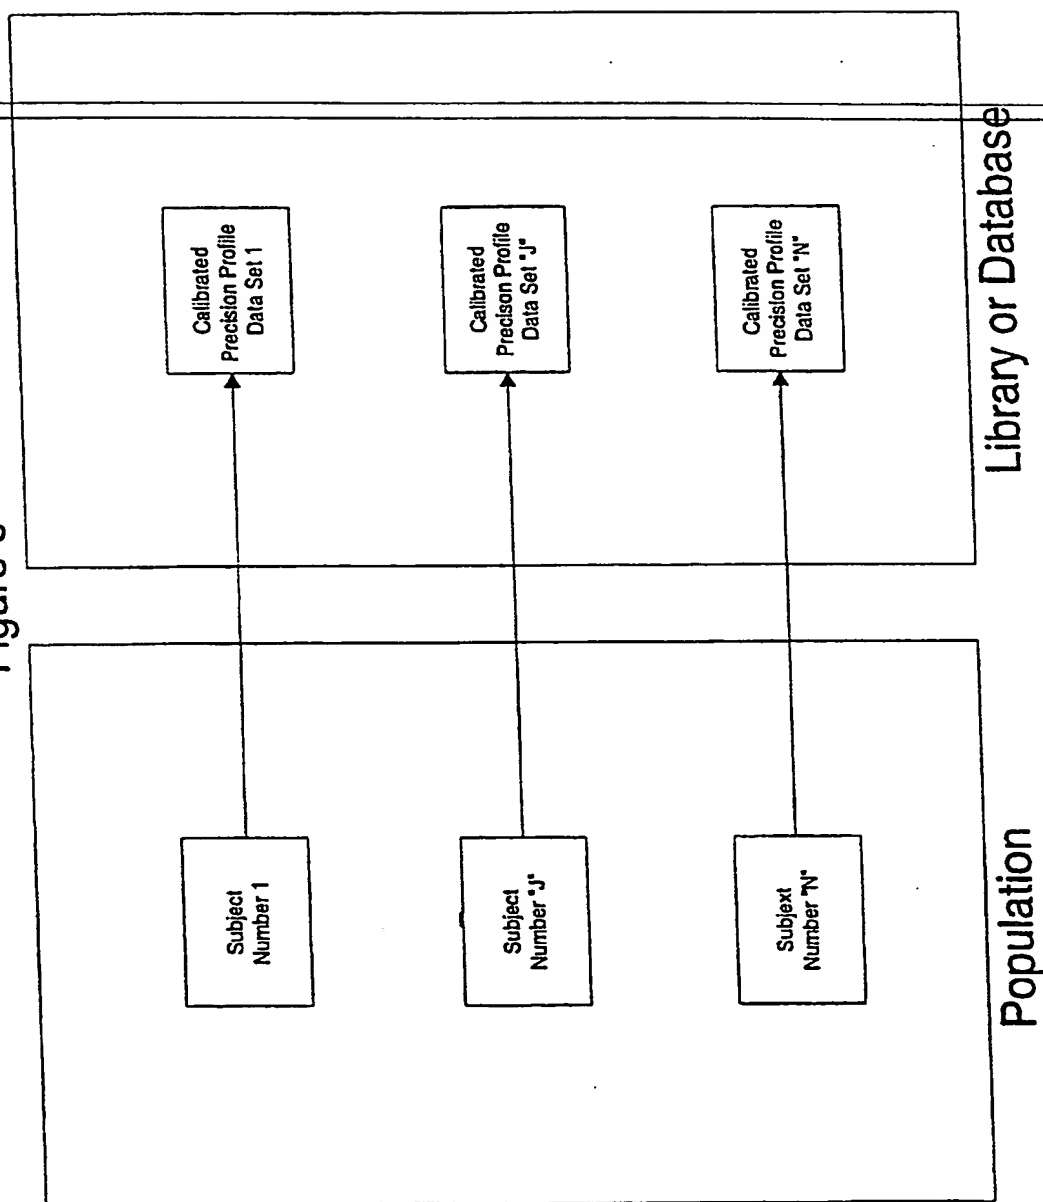 Subject
Number 1
Calibrated
Precision Profile
Data Set 1
Subject
Number "J"
Calibrated
Precison Profile
Data Set "J"
Subjext
Number "N"
Calibrated
Precision Profile
Data Set "N"
Population
Library or Database